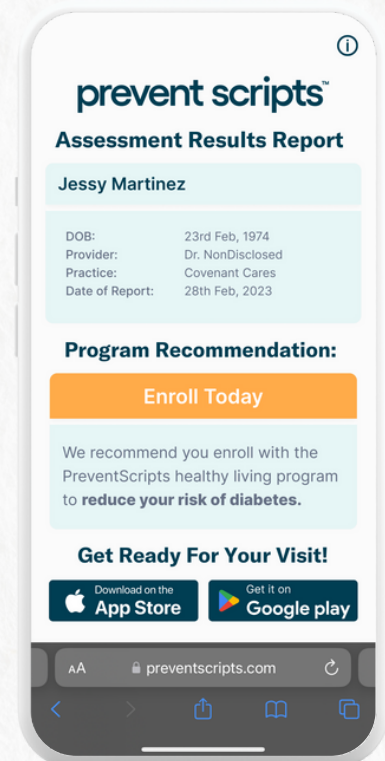 prevent scripts™
Assessment Results Report
Jessy Martinez
DOB: 23rd Feb, 1974
Provider: Dr. NonDisclosed
Practice: Covenant Cares
Date of Report: 28th Feb, 2023
Program Recommendation:
Enroll Today
We recommend you enroll with the
PreventScripts healthy living program
to reduce your risk of diabetes.
Get Ready For Your Visit!
Download on the
App Store
Get it on
Google play
AA preventscripts.com